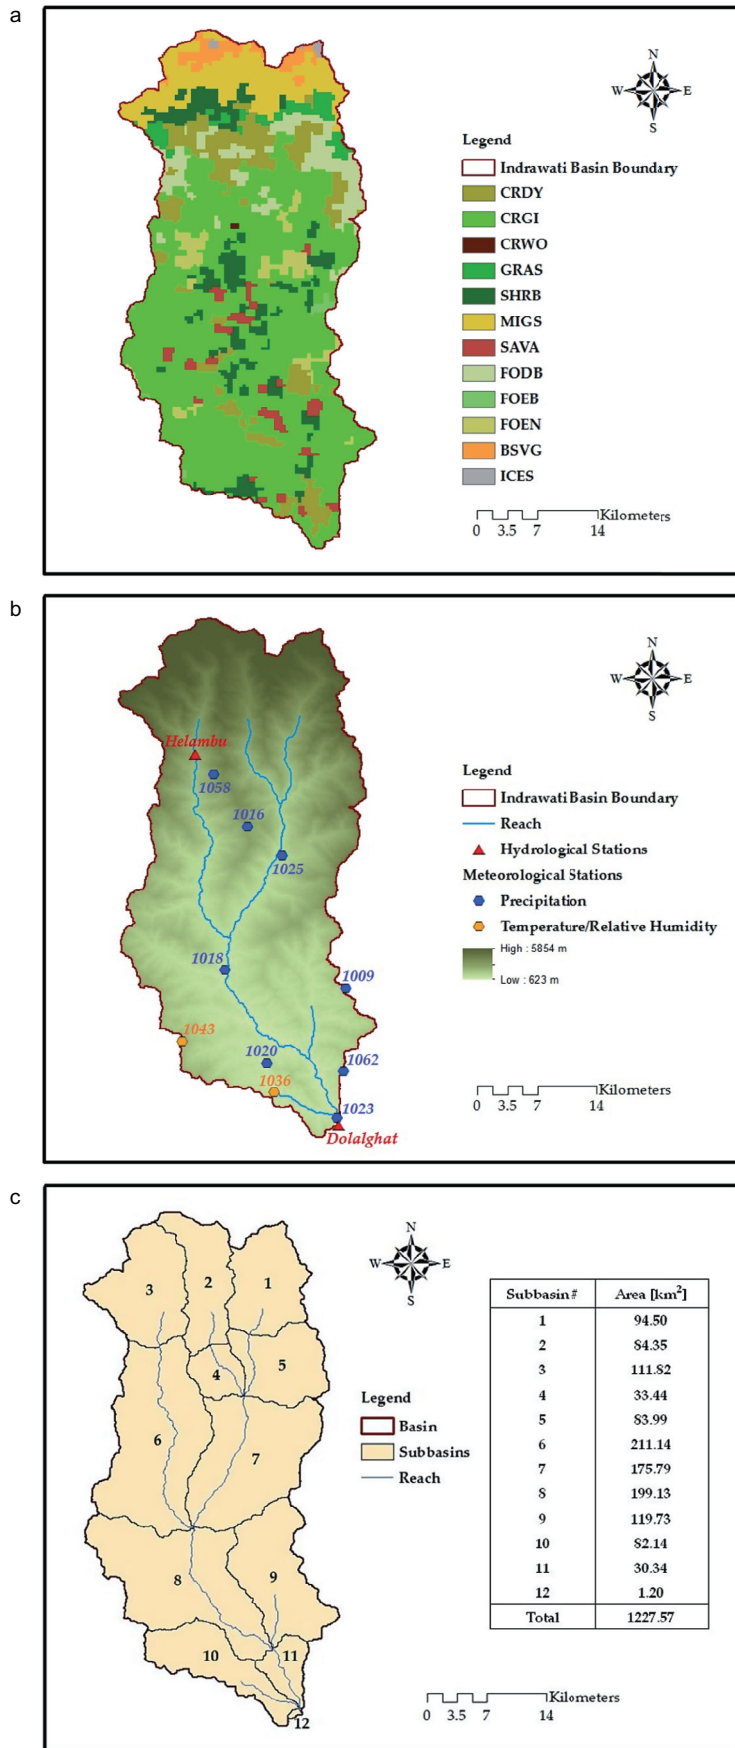 a
N
W E
S
Legend
Indrawati Basin Boundary
CRDY
CRGI
CRWO
GRAS
SHRB
MIGS
SAVA
FODB
FOEB
FOEN
BSVG
ICES
Kilometers
0 3.5 7 14
b
N
W E
S
Helambu
1058
1016
1025
1018
1009
1043
1020
1062
1036
1023
Dolalghat
Legend
Indrawati Basin Boundary
Reach
Hydrological Stations
Meteorological Stations
Precipitation
Temperature/Relative Humidity
High : 5854 m
Low : 623 m
Kilometers
0 3.5 7 14
c
N
W E
S
3 2 1
4 5
6 7
8 9
10 11
12
Legend
Basin
Subbasins
Reach
Subbasin # Area [km²]
1 94.50
2 84.35
3 111.82
4 33.44
5 83.99
6 211.14
7 175.79
8 199.13
9 119.73
10 82.14
11 30.34
12 1.20
Total 1227.57
Kilometers
0 3.5 7 14